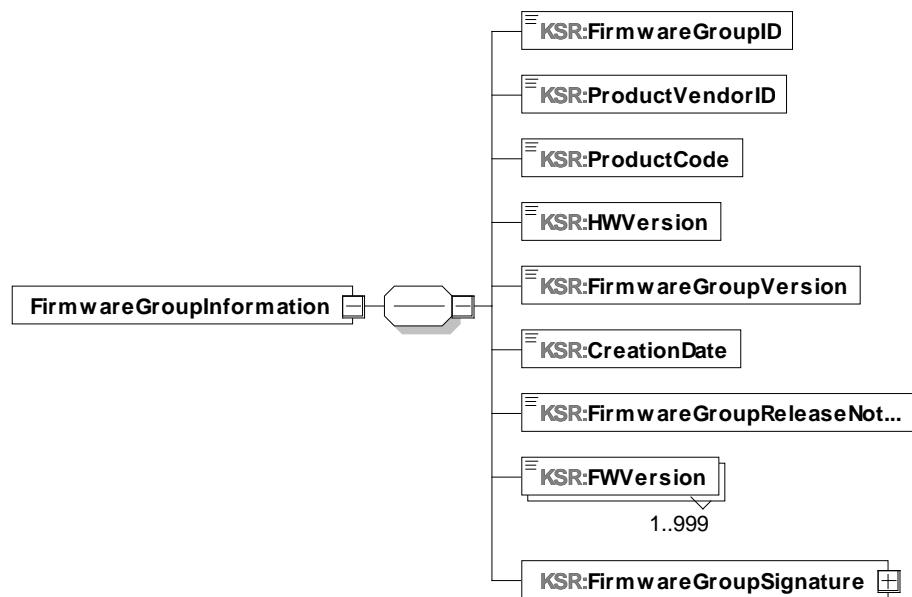 KSR:FirmwareGroupID
KSR:ProductVendorID
KSR:ProductCode
KSR:HWVersion
KSR:FirmwareGroupVersion
FirmwareGroupInformation
KSR:CreationDate
KSR:FirmwareGroupReleaseNot...
KSR:FWVersion
1..999
KSR:FirmwareGroupSignature